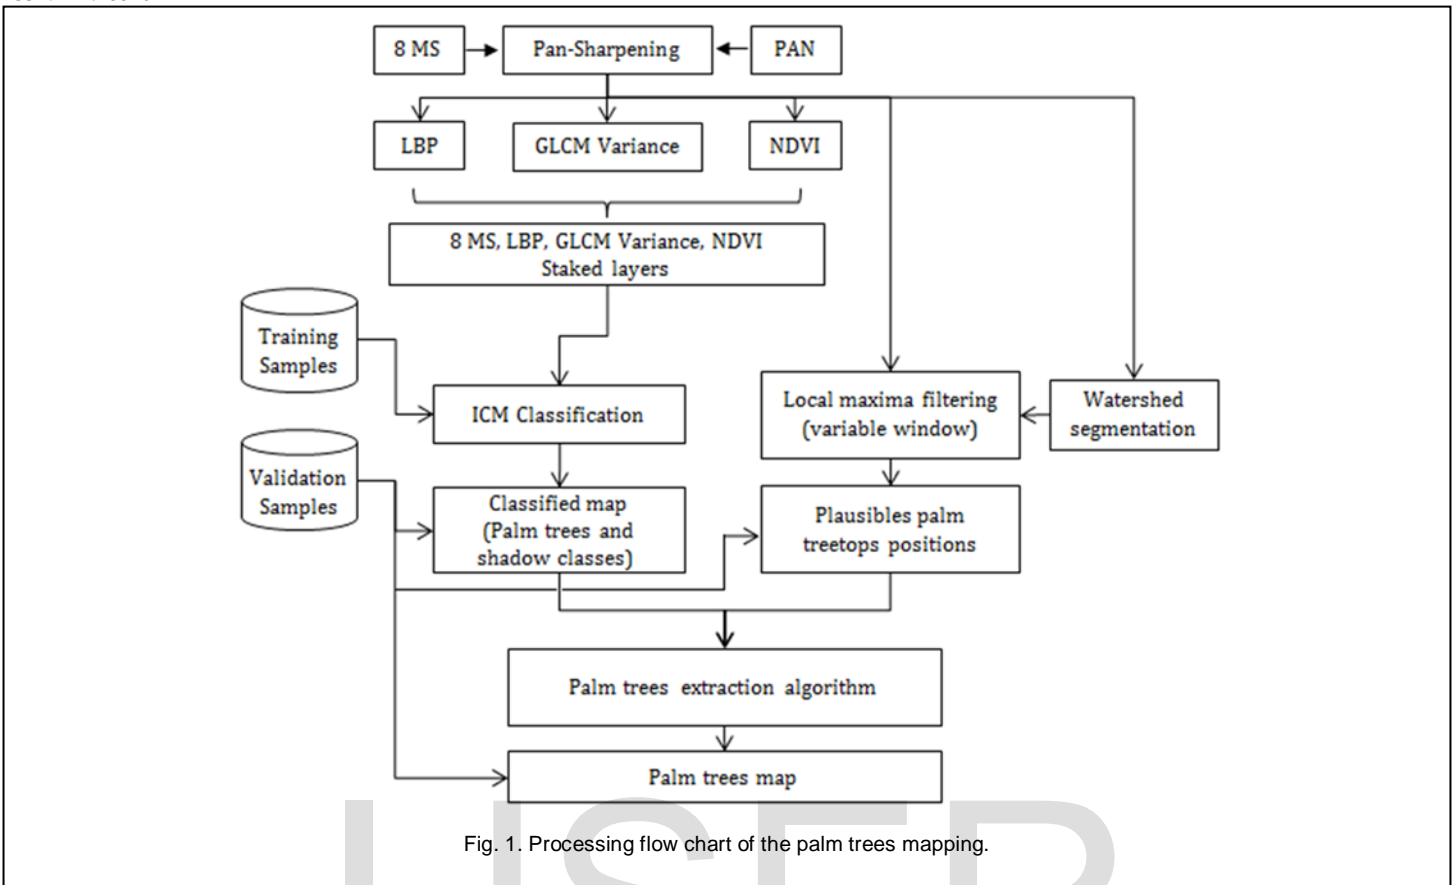 8 MS
Pan-Sharpening
PAN
LBP
GLCM Variance
NDVI
8 MS, LBP, GLCM Variance, NDVI
Staked layers
Training
Samples
ICM Classification
Local maxima filtering
(variable window)
Watershed
segmentation
Validation
Samples
Classified map
(Palm trees and
shadow classes)
Plausibles palm
treetops positions
Palm trees extraction algorithm
Palm trees map
Fig. 1. Processing flow chart of the palm trees mapping.